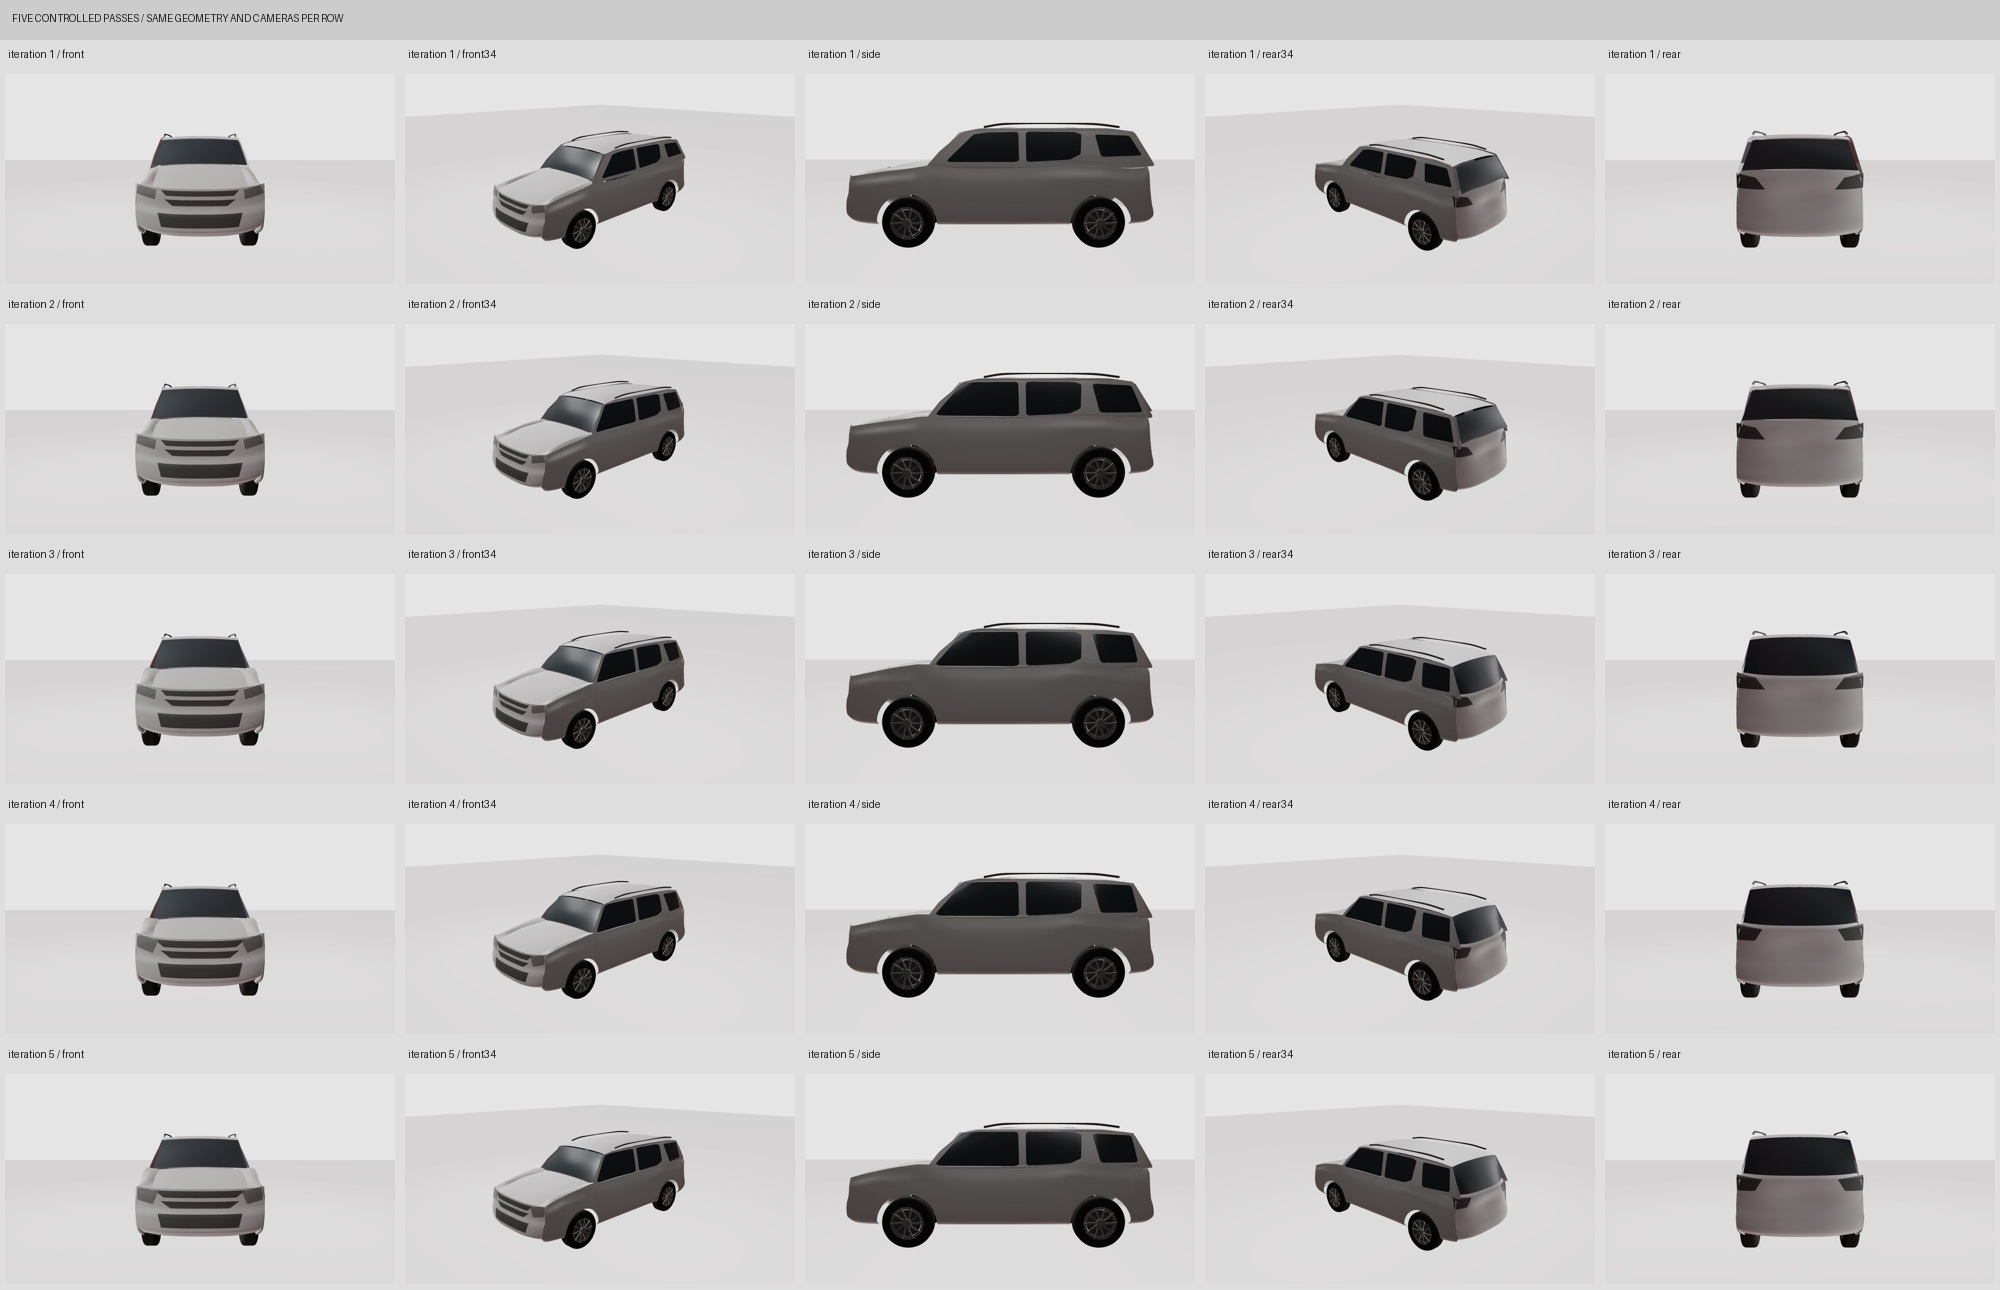 FIVE CONTROLLED PASSES / SAME GEOMETRY AND CAMERAS PER ROW
iteration 1 / front
iteration 1 / front34
iteration 1 / side
iteration 1 / rear34
iteration 1 / rear
iteration 2 / front
iteration 2 / front34
iteration 2 / side
iteration 2 / rear34
iteration 2 / rear
iteration 3 / front
iteration 3 / front34
iteration 3 / side
iteration 3 / rear34
iteration 3 / rear
iteration 4 / front
iteration 4 / front34
iteration 4 / side
iteration 4 / rear34
iteration 4 / rear
iteration 5 / front
iteration 5 / front34
iteration 5 / side
iteration 5 / rear34
iteration 5 / rear